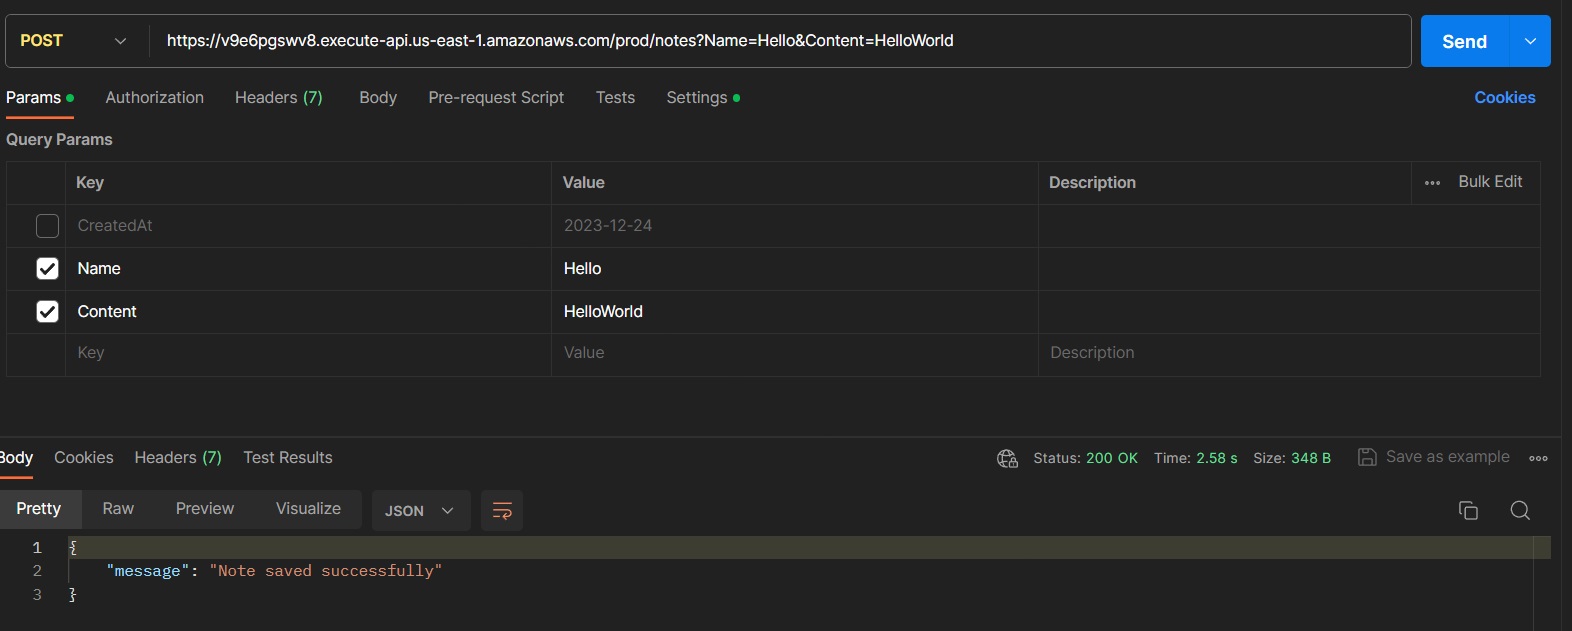 POST https://v9e6pgswv8.execute-api.us-east-1.amazonaws.com/prod/notes?Name=Hello&Content=HelloWorld Send
Params Authorization Headers (7) Body Pre-request Script Tests Settings Cookies
Query Params
Key Value Description Bulk Edit
CreatedAt 2023-12-24
Name Hello
Content HelloWorld
Key Value Description
Body Cookies Headers (7) Test Results Status: 200 OK Time: 2.58 s Size: 348 B Save as example
Pretty Raw Preview Visualize JSON
1 {
2 "message": "Note saved successfully"
3 }